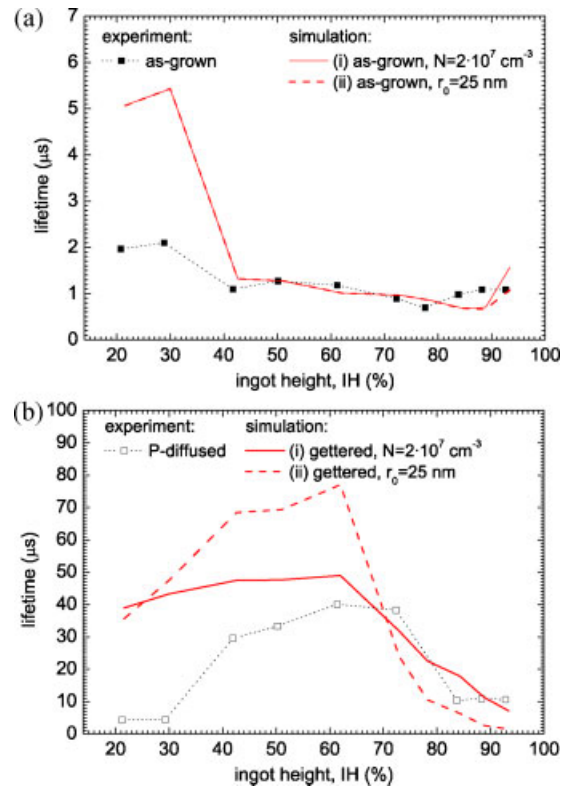 (a)
7
6
5
4
3
2
1
0
lifetime (μs)
experiment:
as-grown
simulation:
(i) as-grown, N=2·10⁷ cm⁻³
(ii) as-grown, r₀=25 nm
20 30 40 50 60 70 80 90 100
ingot height, IH (%)
(b)
100
90
80
70
60
50
40
30
20
10
0
lifetime (μs)
experiment:
P-diffused
simulation:
(i) gettered, N=2·10⁷ cm⁻³
(ii) gettered, r₀=25 nm
20 30 40 50 60 70 80 90 100
ingot height, IH (%)